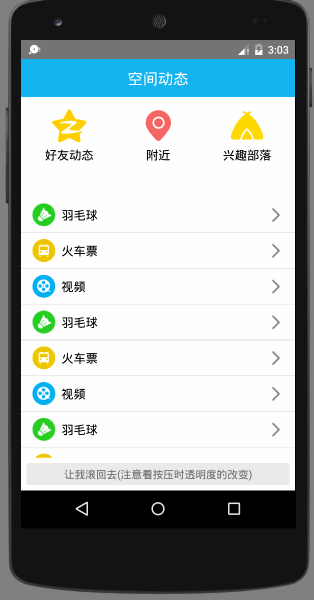 3:03
空间动态
好友动态
附近
兴趣部落
羽毛球
火车票
视频
羽毛球
火车票
视频
羽毛球
让我滚回去(注意看按压时透明度的改变)